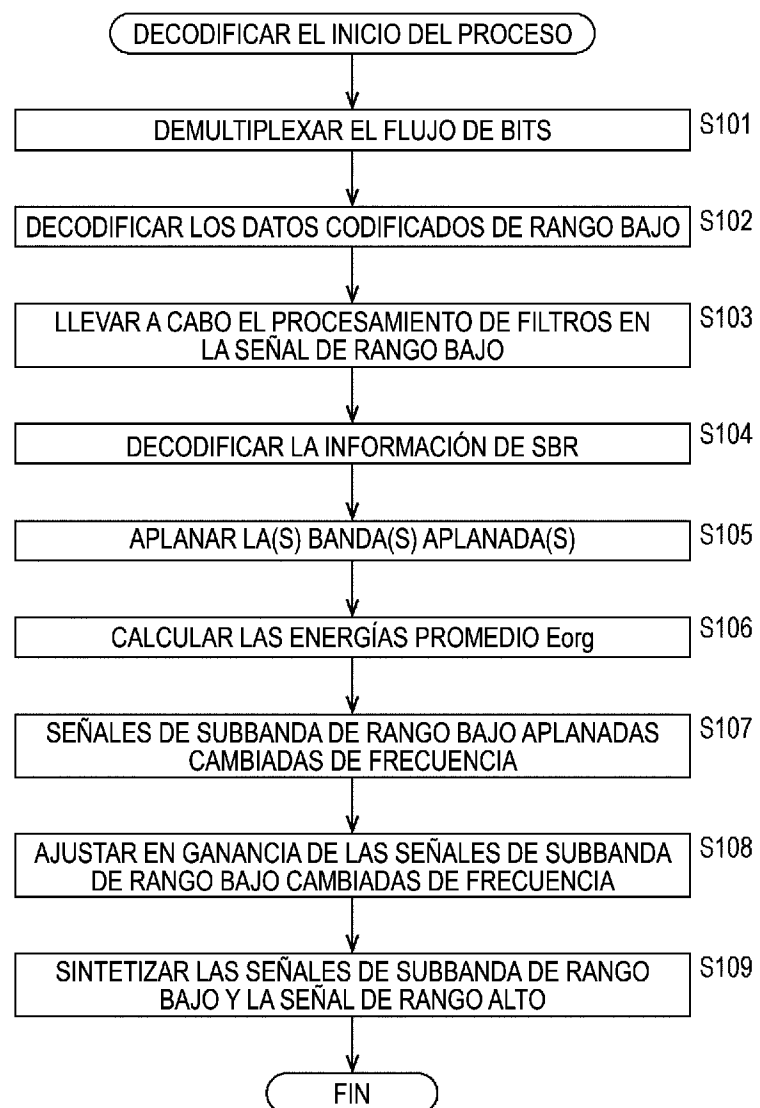 DECODIFICAR EL INICIO DEL PROCESO
DEMULTIPLEXAR EL FLUJO DE BITS
S101
DECODIFICAR LOS DATOS CODIFICADOS DE RANGO BAJO
S102
LLEVAR A CABO EL PROCESAMIENTO DE FILTROS EN
LA SEÑAL DE RANGO BAJO
S103
DECODIFICAR LA INFORMACIÓN DE SBR
S104
APLANAR LA(S) BANDA(S) APLANADA(S)
S105
CALCULAR LAS ENERGÍAS PROMEDIO Eorg
S106
SEÑALES DE SUBBANDA DE RANGO BAJO APLANADAS
CAMBIADAS DE FRECUENCIA
S107
AJUSTAR EN GANANCIA DE LAS SEÑALES DE SUBBANDA
DE RANGO BAJO CAMBIADAS DE FRECUENCIA
S108
SINTETIZAR LAS SEÑALES DE SUBBANDA DE RANGO
BAJO Y LA SEÑAL DE RANGO ALTO
S109
FIN